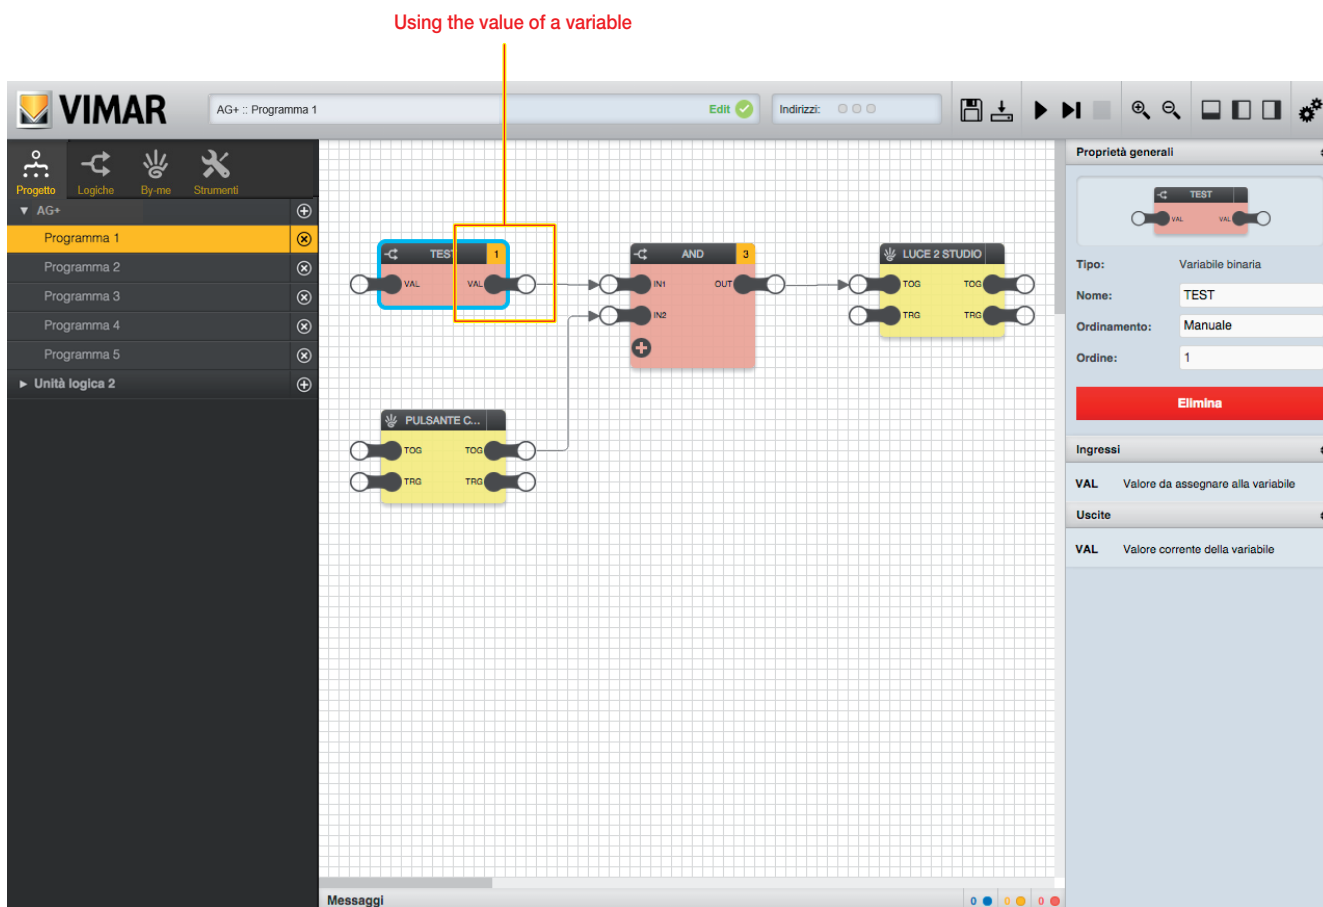 Using the value of a variable
VIMAR
AG+ :: Programma 1
Edit
Indirizzi:
Progetto
Logiche
By-me
Strumenti
AG+
Programma 1
Programma 2
Programma 3
Programma 4
Programma 5
Unità logica 2
TEST 1
VAL VAL
AND 3
IN1 OUT
IN2
LUCE 2 STUDIO
TOG TOG
TRG TRG
PULSANTE C...
TOG TOG
TRG TRG
Messaggi
0 0 0
Proprietà generali
TEST
VAL VAL
Tipo: Variabile binaria
Nome: TEST
Ordinamento: Manuale
Ordine: 1
Elimina
Ingressi
VAL Valore da assegnare alla variabile
Uscite
VAL Valore corrente della variabile